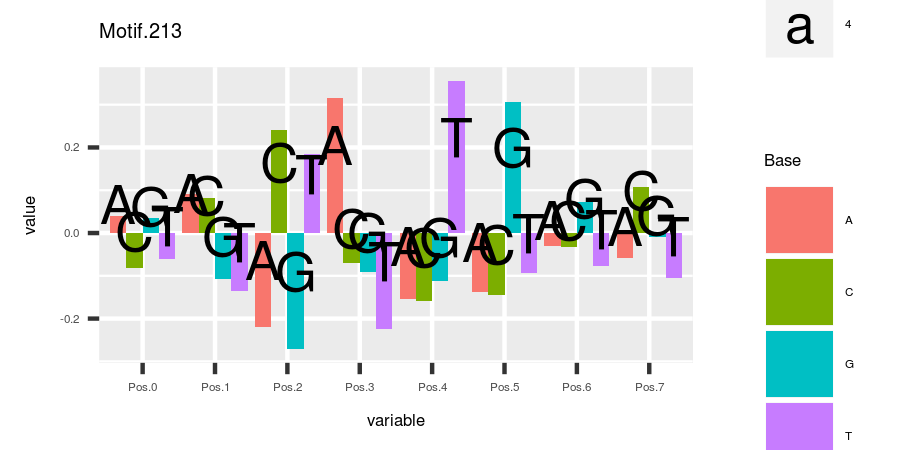 Motif.213
a 4
value
0.2
0.0
-0.2
A C G T A C G T A C G T A C G T A C G T A C G T A C G T A C G T
Pos.0 Pos.1 Pos.2 Pos.3 Pos.4 Pos.5 Pos.6 Pos.7
variable
Base
A
C
G
T